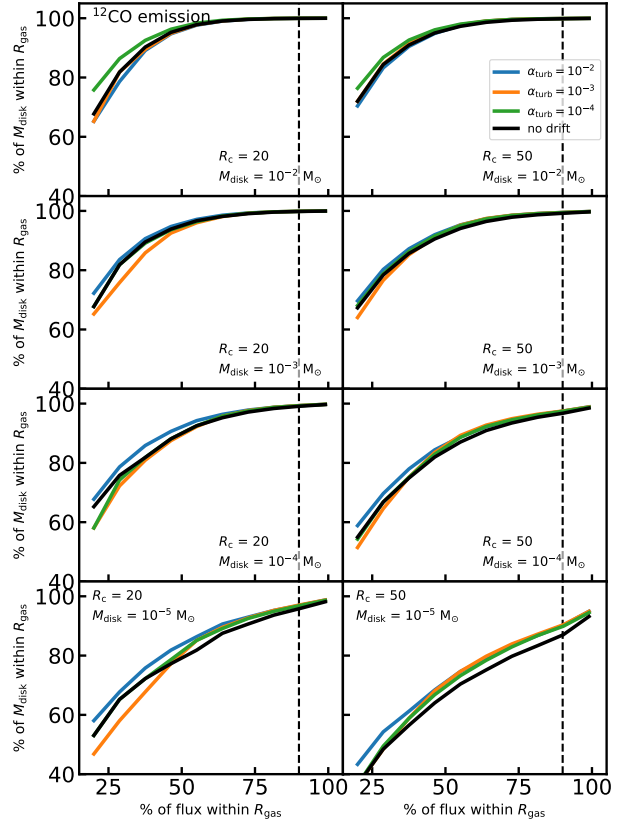 ¹²CO emission
% of M_disk within R_gas
100
80
60
40
R_c = 20
M_disk = 10⁻² M_⊙
α_turb = 10⁻²
α_turb = 10⁻³
α_turb = 10⁻⁴
no drift
R_c = 50
M_disk = 10⁻² M_⊙
% of M_disk within R_gas
100
80
60
40
R_c = 20
M_disk = 10⁻³ M_⊙
R_c = 50
M_disk = 10⁻³ M_⊙
% of M_disk within R_gas
100
80
60
40
R_c = 20
M_disk = 10⁻⁴ M_⊙
R_c = 50
M_disk = 10⁻⁴ M_⊙
% of M_disk within R_gas
100
80
60
40
R_c = 20
M_disk = 10⁻⁵ M_⊙
R_c = 50
M_disk = 10⁻⁵ M_⊙
25 50 75 100
25 50 75 100
% of flux within R_gas
% of flux within R_gas